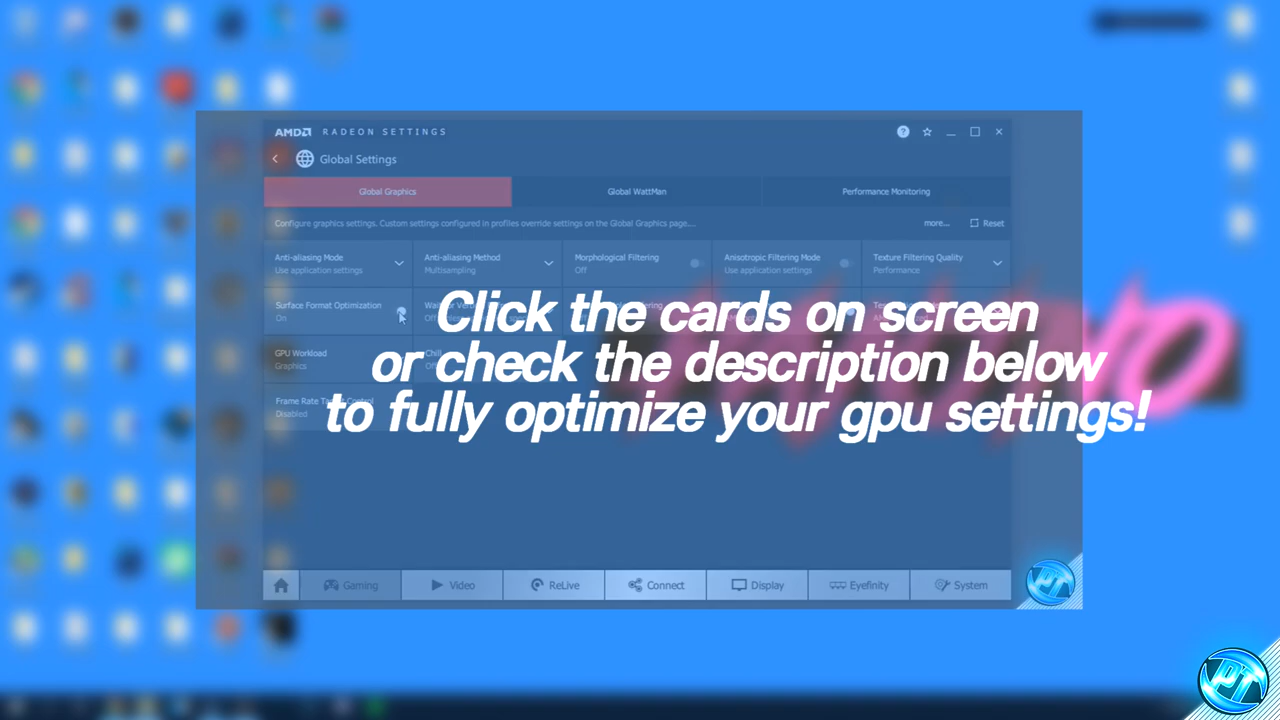 AMD RADEON SETTINGS
Global Settings
Global Graphics
Global WattMan
Performance Monitoring
Configure graphics settings. Custom settings configured in profiles override settings on the Global Graphics page...
more...
Reset
Anti-aliasing Mode
Use application settings
Anti-aliasing Method
Multisampling
Morphological Filtering
Off
Anisotropic Filtering Mode
Use application settings
Texture Filtering Quality
Performance
Surface Format Optimization
On
Click the cards on screen
or check the description below
to fully optimize your gpu settings!
GPU Workload
Graphics
Chill
Frame Rate
Disabled
Gaming
Video
ReLive
Connect
Display
Eyefinity
System
PT
PT